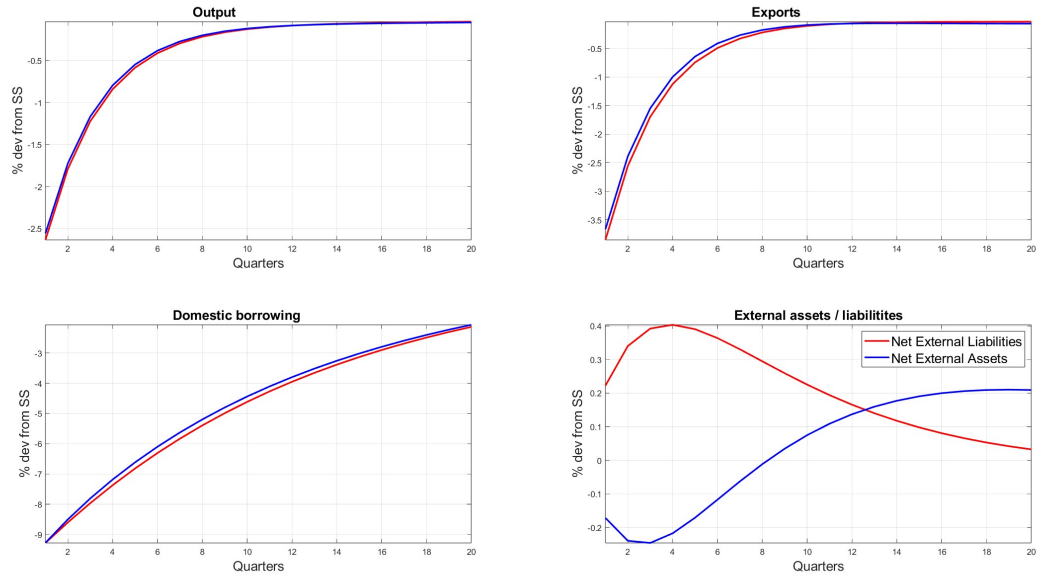 Output
% dev from SS
-0.5
-1
-1.5
-2
-2.5
2 4 6 8 10 12 14 16 18 20
Quarters
Exports
% dev from SS
-0.5
-1
-1.5
-2
-2.5
-3
-3.5
2 4 6 8 10 12 14 16 18 20
Quarters
Domestic borrowing
% dev from SS
-3
-4
-5
-6
-7
-8
-9
2 4 6 8 10 12 14 16 18 20
Quarters
External assets / liabilitites
Net External Liabilities
Net External Assets
% dev from SS
0.4
0.3
0.2
0.1
0
-0.1
-0.2
2 4 6 8 10 12 14 16 18 20
Quarters